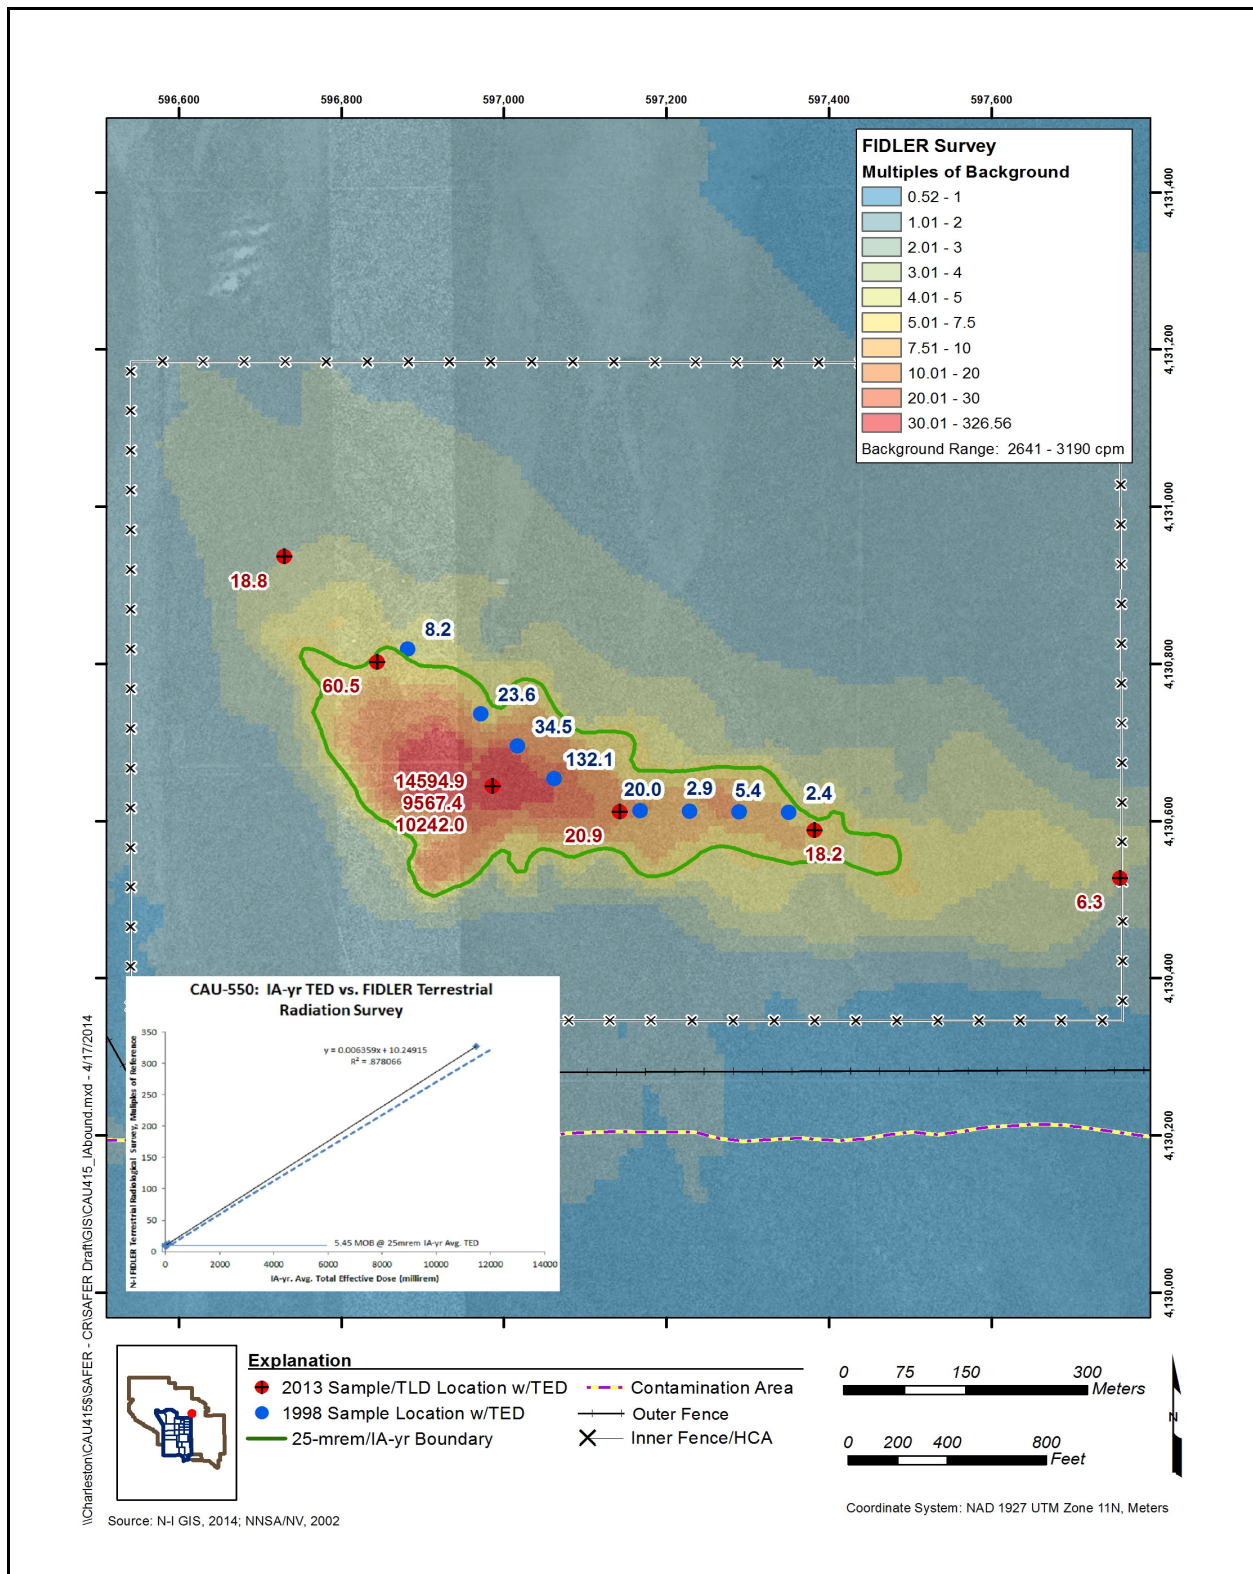 596,600 596,800 597,000 597,200 597,400 597,600
FIDLER Survey
Multiples of Background
0.52 - 1
1.01 - 2
2.01 - 3
3.01 - 4
4.01 - 5
5.01 - 7.5
7.51 - 10
10.01 - 20
20.01 - 30
30.01 - 326.56
Background Range: 2641 - 3190 cpm
4,131,400
4,131,200
4,131,000
4,130,800
4,130,600
4,130,400
4,130,200
4,130,000
18.8
8.2
60.5
23.6
34.5
132.1
14594.9
9567.4
10242.0
20.0
2.9
5.4
2.4
20.9
18.2
6.3
CAU-550: IA-yr TED vs. FIDLER Terrestrial
Radiation Survey
N-I FIDLER Terrestrial Radiological Survey, Multiples of Reference
350
300
250
200
150
100
50
0
y = 0.006359x + 10.24915
R² = .878066
5.45 MOB @ 25mrem IA-yr Avg. TED
0 2000 4000 6000 8000 10000 12000 14000
IA-yr. Avg. Total Effective Dose (millirem)
\\Charleston\CAU415$\SAFER - CR\SAFER Draft\GIS\CAU415_IAbound.mxd - 4/17/2014
Explanation
2013 Sample/TLD Location w/TED
1998 Sample Location w/TED
25-mrem/IA-yr Boundary
Contamination Area
Outer Fence
Inner Fence/HCA
0 75 150 300
Meters
0 200 400 800
Feet
N
Source: N-I GIS, 2014; NNSA/NV, 2002
Coordinate System: NAD 1927 UTM Zone 11N, Meters